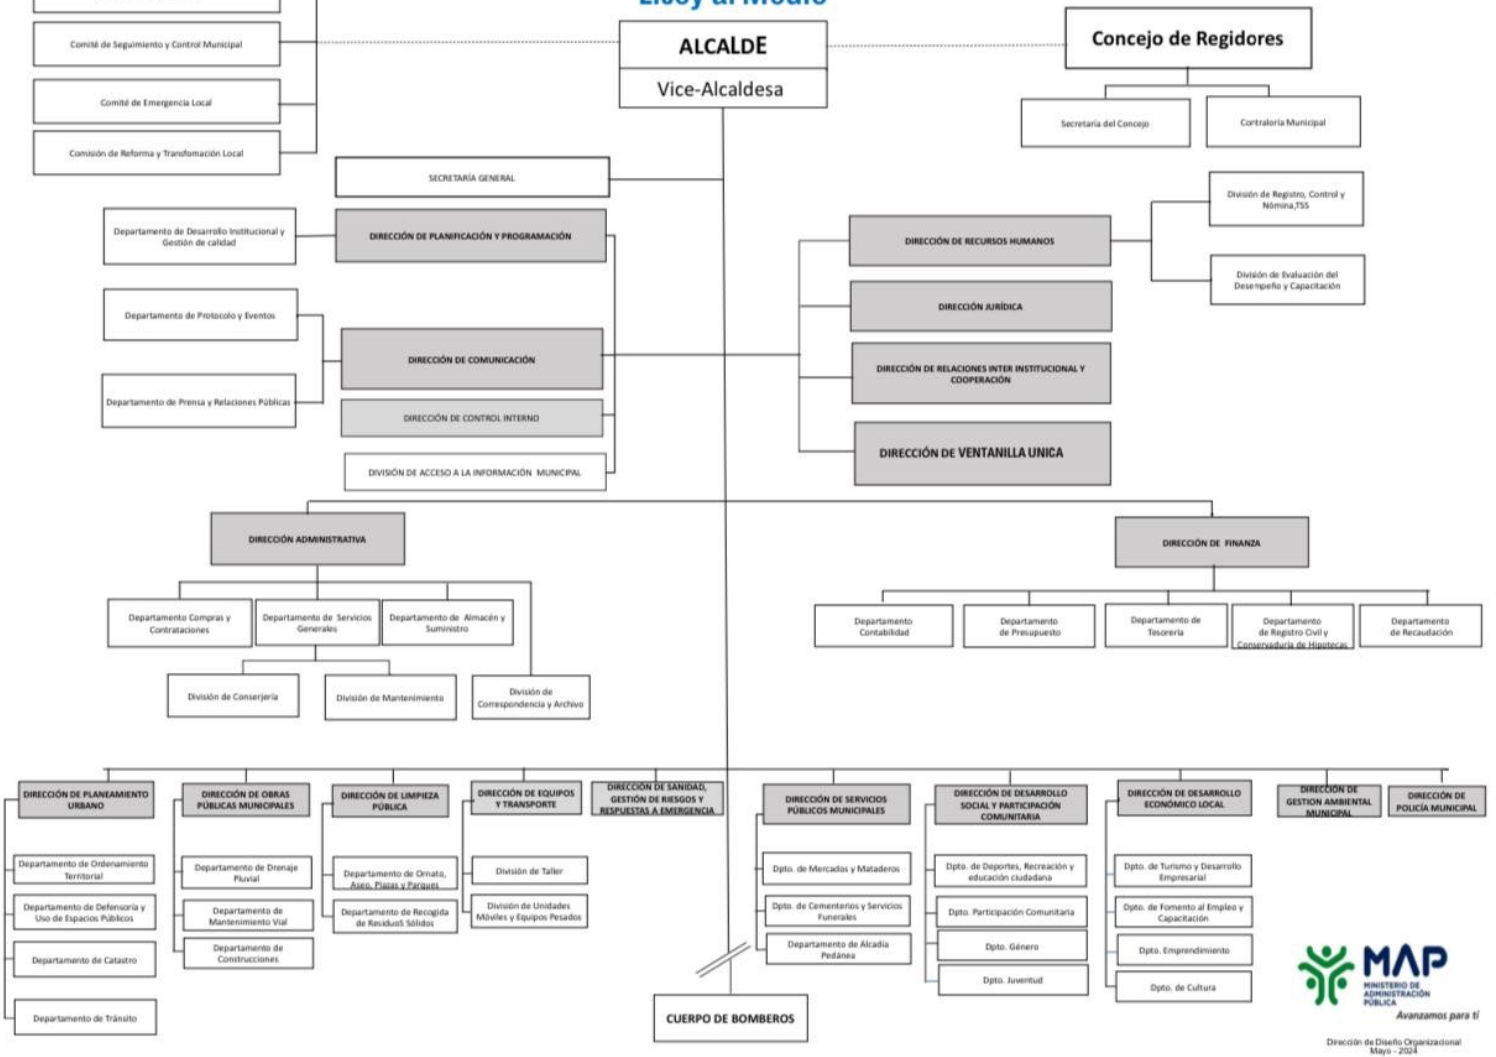 ALCALDE
Vice-Alcaldesa
Concejo de Regidores
Secretaría del Concejo
Contraloría Municipal
Comité de Seguimiento y Control Municipal
Comité de Emergencia Local
Comisión de Reforma y Transfomación Local
SECRETARÍA GENERAL
Departamento de Desarrollo Institucional y
Gestión de calidad
DIRECCIÓN DE PLANIFICACIÓN Y PROGRAMACIÓN
Departamento de Protocolo y Eventos
DIRECCIÓN DE COMUNICACIÓN
Departamento de Prensa y Relaciones Públicas
DIRECCIÓN DE CONTROL INTERNO
DIVISIÓN DE ACCESO A LA INFORMACIÓN MUNICIPAL
DIRECCIÓN DE RECURSOS HUMANOS
División de Registro, Control y
Nómina,TSS
División de Evaluación del
Desempeño y Capacitación
DIRECCIÓN JURÍDICA
DIRECCIÓN DE RELACIONES INTER INSTITUCIONAL Y
COOPERACIÓN
DIRECCIÓN DE VENTANILLA UNICA
DIRECCIÓN ADMINISTRATIVA
Departamento Compras y
Contrataciones
Departamento de Servicios
Generales
Departamento de Almacén y
Suministro
División de Conserjería
División de Mantenimiento
División de
Correspondencia y Archivo
DIRECCIÓN DE FINANZA
Departamento
Contabilidad
Departamento
de Presupuesto
Departamento de
Tesorería
Departamento
de Registro Civil y
Conservaduría de Hipotecas
Departamento
de Recaudación
DIRECCIÓN DE PLANEAMIENTO
URBANO
Departamento de Ordenamiento
Territorial
Departamento de Defensoría y
Uso de Espacios Públicos
Departamento de Catastro
Departamento de Tránsito
DIRECCIÓN DE OBRAS
PÚBLICAS MUNICIPALES
Departamento de Drenaje
Pluvial
Departamento de
Mantenimiento Vial
Departamento de
Construcciones
DIRECCIÓN DE LIMPIEZA
PÚBLICA
Departamento de Ornato,
Aseo, Plazas y Parques
Departamento de Recogida
de ResiduoS Sólidos
DIRECCIÓN DE EQUIPOS
Y TRANSPORTE
División de Taller
División de Unidades
Móviles y Equipos Pesados
DIRECCIÓN DE SANIDAD,
GESTIÓN DE RIESGOS Y
RESPUESTAS A EMERGENCIA
DIRECCIÓN DE SERVICIOS
PÚBLICOS MUNICIPALES
Dpto. de Mercados y Mataderos
Dpto. de Cementerios y Servicios
Funerales
Departamento de Alcadía
Pedánea
DIRECCIÓN DE DESARROLLO
SOCIAL Y PARTICIPACIÓN
COMUNITARIA
Dpto. de Deportes, Recreación y
educación ciudadana
Dpto. Participación Comunitaria
Dpto. Género
Dpto. Juventud
DIRECCIÓN DE DESARROLLO
ECONÓMICO LOCAL
Dpto. de Turismo y Desarrollo
Empresarial
Dpto. de Fomento al Empleo y
Capacitación
Dpto. Emprendimiento
Dpto. de Cultura
DIRECCIÓN DE
GESTION AMBIENTAL
MUNICIPAL
DIRECCIÓN DE
POLICÍA MUNICIPAL
CUERPO DE BOMBEROS
MAP
MINISTERIO DE
ADMINISTRACIÓN
PÚBLICA
Avanzamos para tí
Dirección de Diseño Organizacional
Mayo - 2024